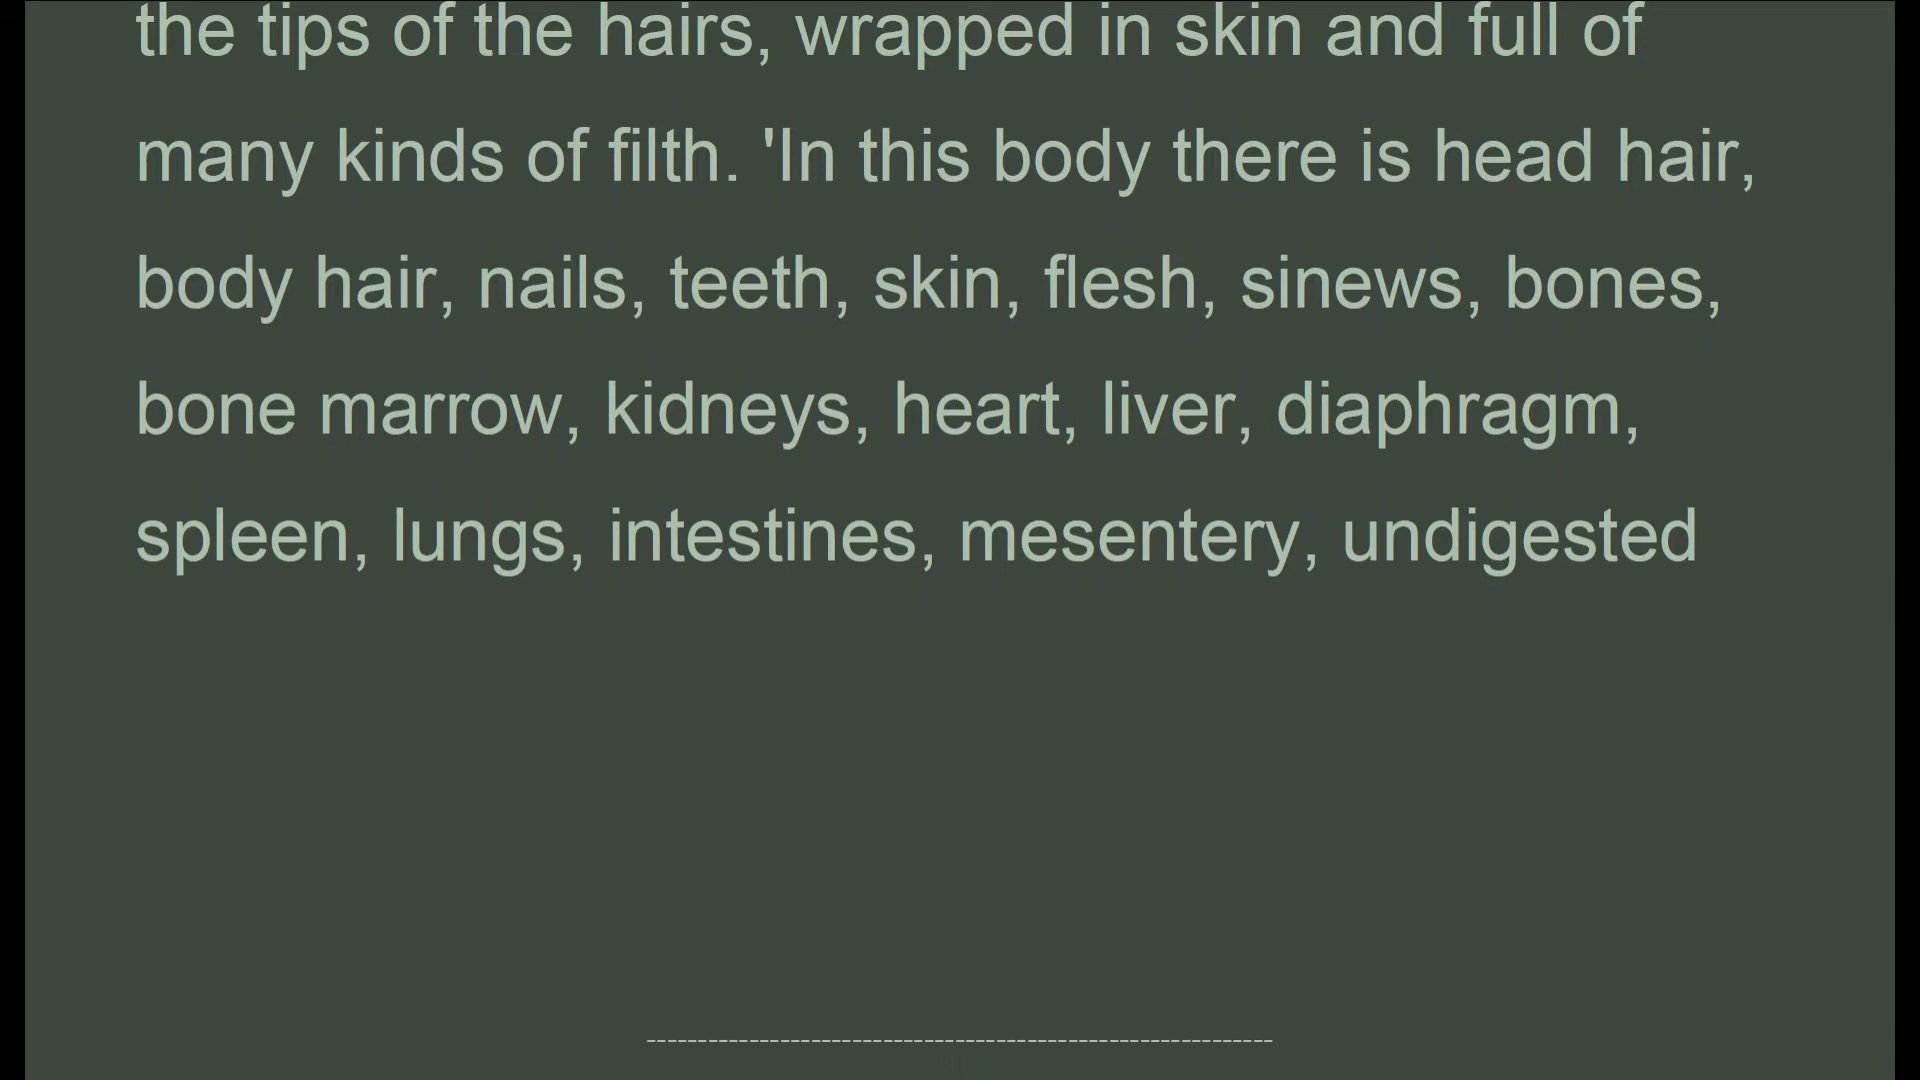 the tips of the hairs, wrapped in skin and full of
many kinds of filth. 'In this body there is head hair,
body hair, nails, teeth, skin, flesh, sinews, bones,
bone marrow, kidneys, heart, liver, diaphragm,
spleen, lungs, intestines, mesentery, undigested